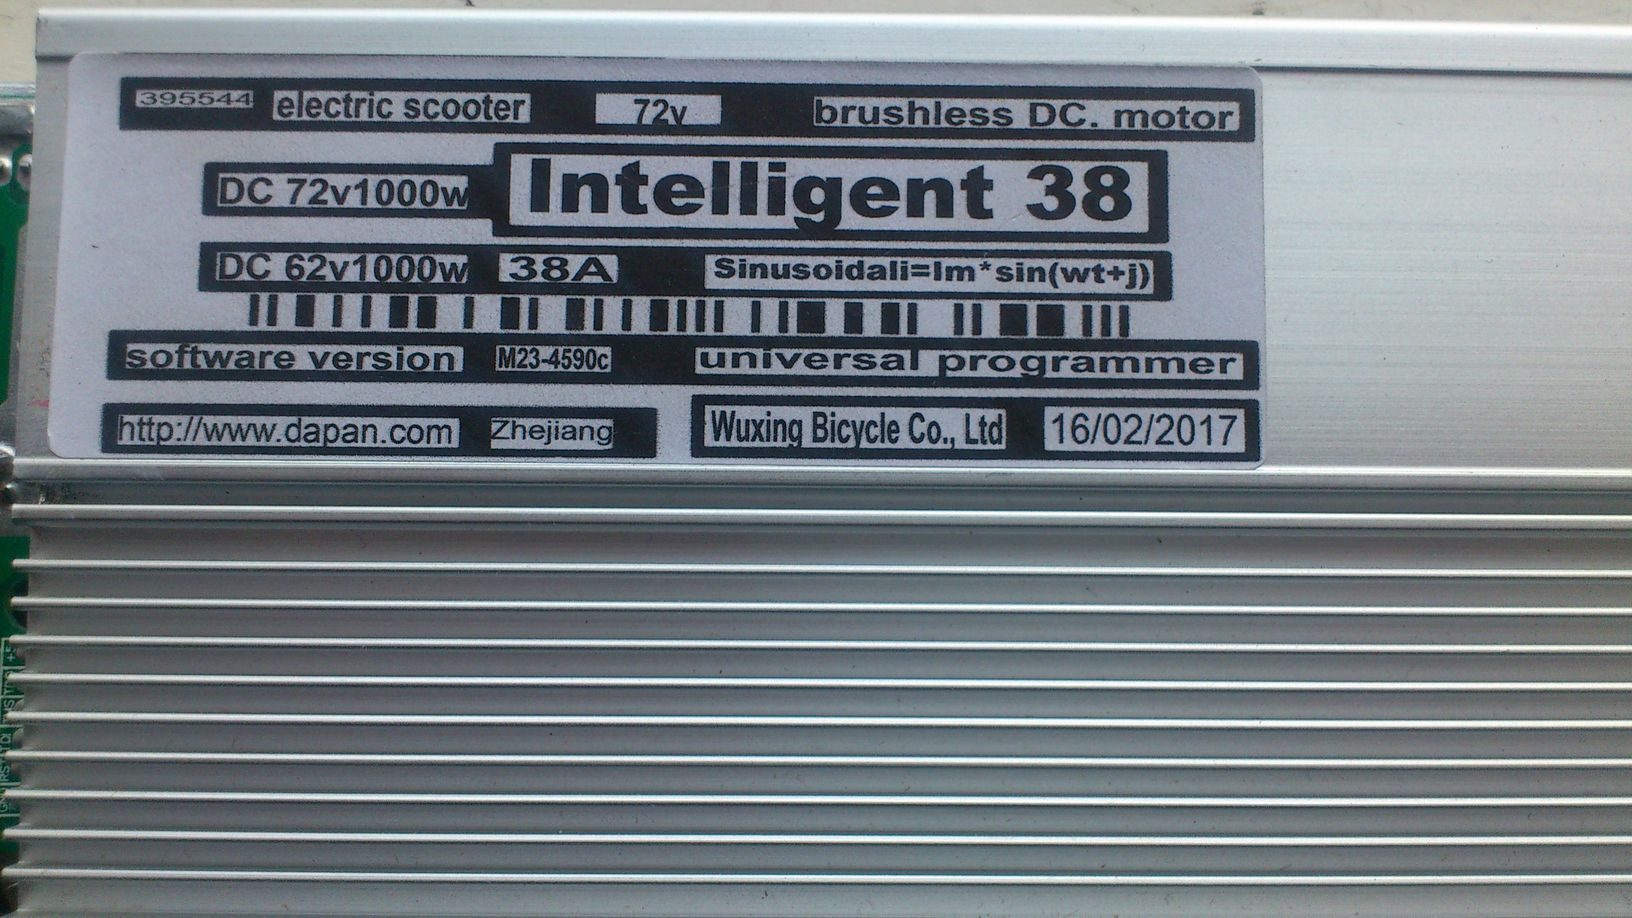 395544 electric scooter 72v brushless DC. motor
DC 72v1000w Intelligent 38
DC 62v1000w 38A Sinusoidali=Im*sin(wt+j)
software version M23-4590c universal programmer
http://www.dapan.com Zhejiang Wuxing Bicycle Co., Ltd 16/02/2017
+5